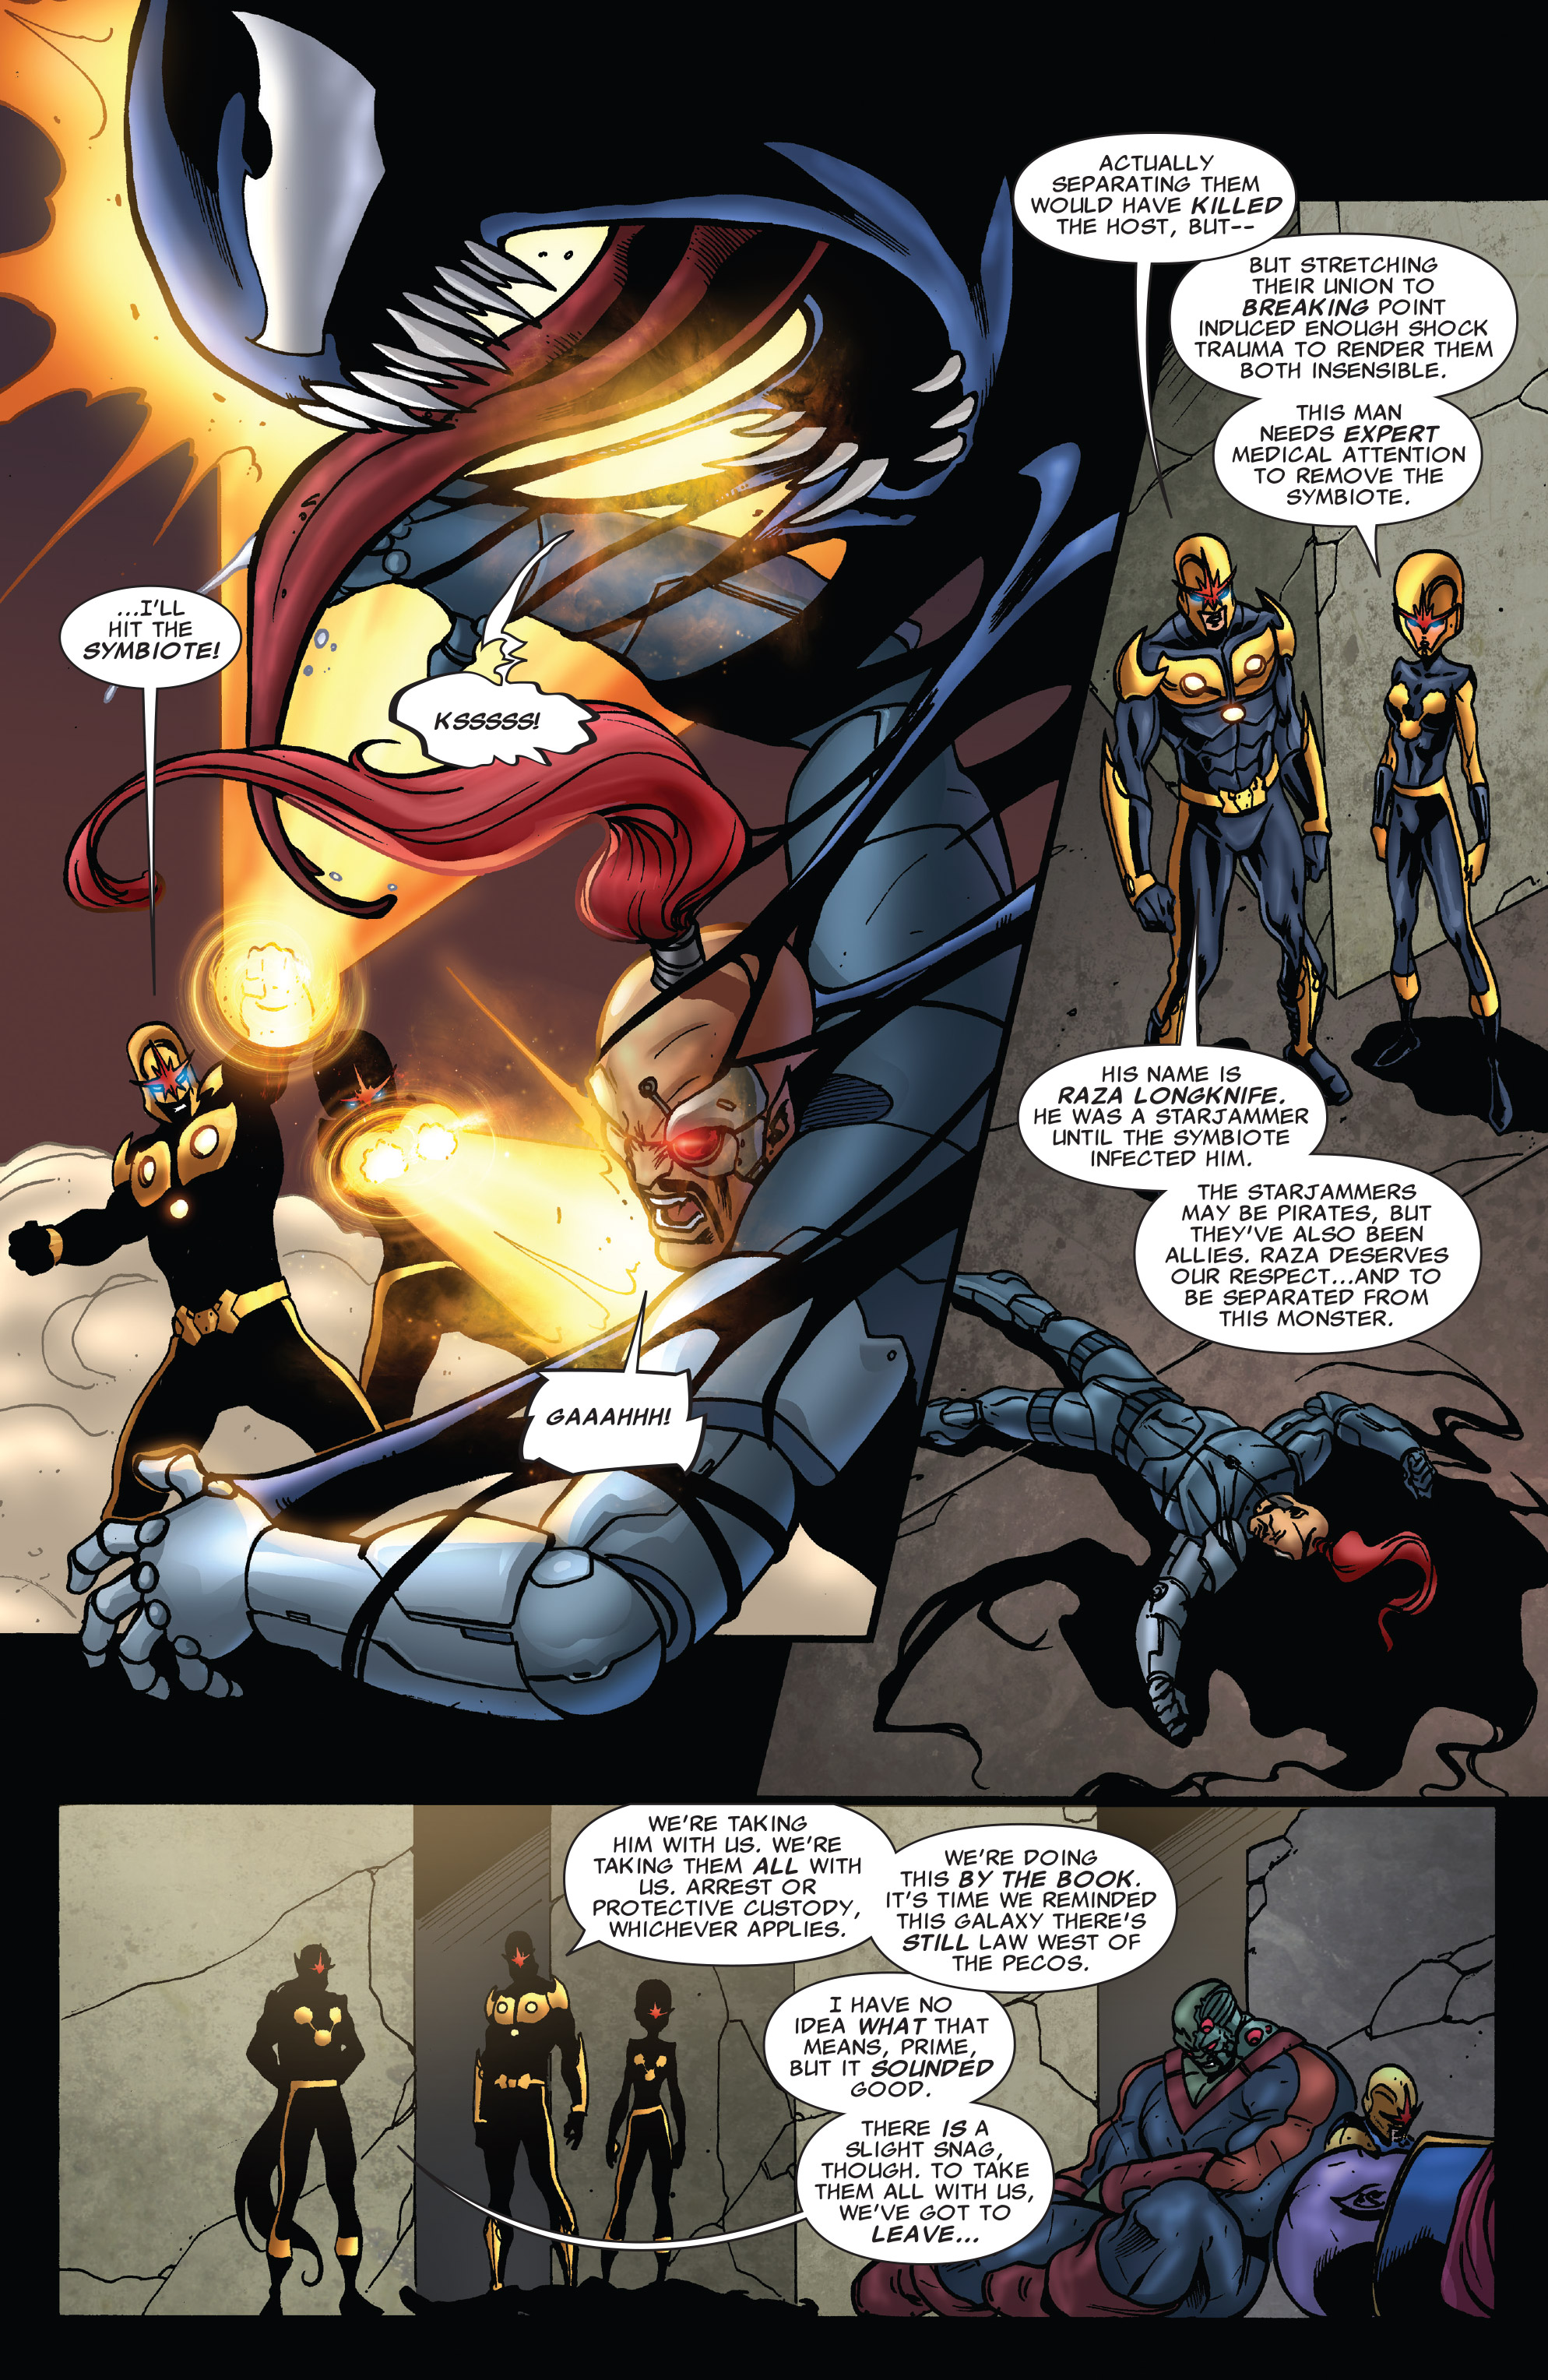 ...I'LL
HIT THE
SYMBIOTE!
KSSSSS!
GAAAHHH!
ACTUALLY
SEPARATING THEM
WOULD HAVE KILLED
THE HOST, BUT--
BUT STRETCHING
THEIR UNION TO
BREAKING POINT
INDUCED ENOUGH SHOCK
TRAUMA TO RENDER THEM
BOTH INSENSIBLE.
THIS MAN
NEEDS EXPERT
MEDICAL ATTENTION
TO REMOVE THE
SYMBIOTE.
HIS NAME IS
RAZA LONGKNIFE.
HE WAS A STARJAMMER
UNTIL THE SYMBIOTE
INFECTED HIM.
THE STARJAMMERS
MAY BE PIRATES, BUT
THEY'VE ALSO BEEN
ALLIES. RAZA DESERVES
OUR RESPECT...AND TO
BE SEPARATED FROM
THIS MONSTER.
WE'RE TAKING
HIM WITH US. WE'RE
TAKING THEM ALL WITH
US. ARREST OR
PROTECTIVE CUSTODY,
WHICHEVER APPLIES.
WE'RE DOING
THIS BY THE BOOK.
IT'S TIME WE REMINDED
THIS GALAXY THERE'S
STILL LAW WEST OF
THE PECOS.
I HAVE NO
IDEA WHAT THAT
MEANS, PRIME,
BUT IT SOUNDED
GOOD.
THERE IS A
SLIGHT SNAG,
THOUGH. TO TAKE
THEM ALL WITH US,
WE'VE GOT TO
LEAVE...